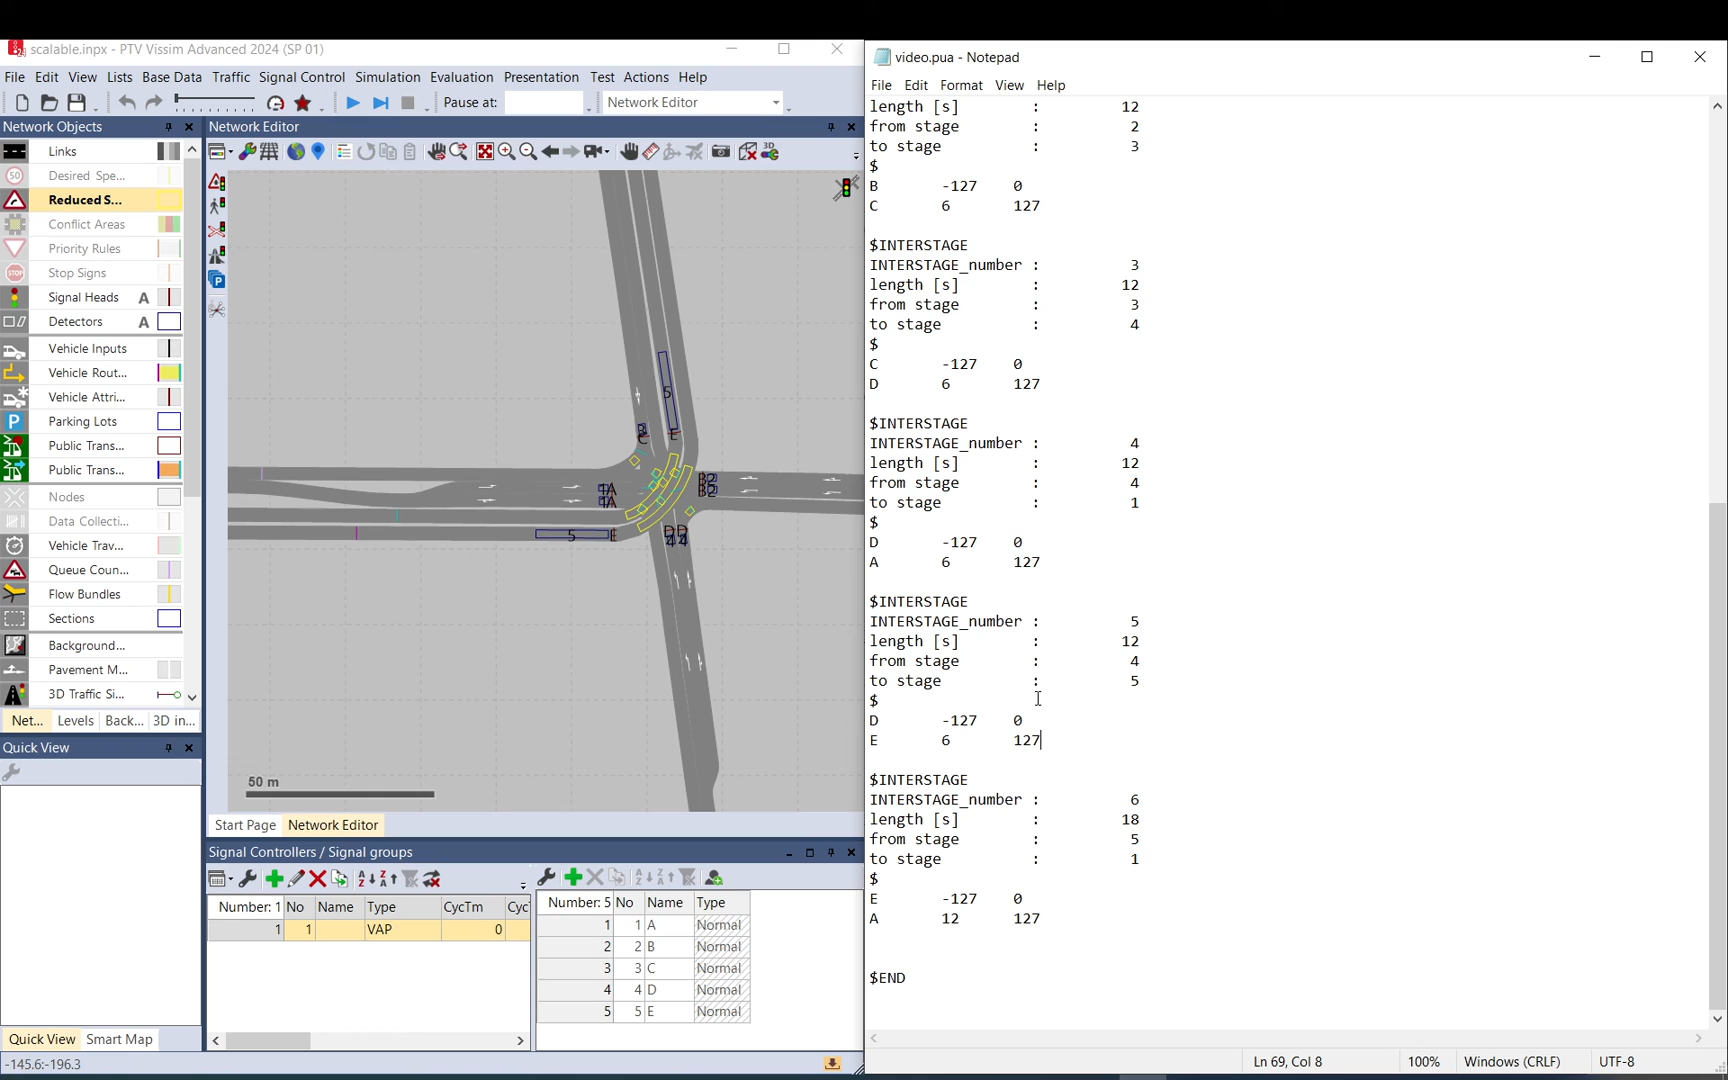 scalable.inpx - PTV Vissim Advanced 2024 (SP 01)
File Edit View Lists Base Data Traffic Signal Control Simulation Evaluation Presentation Test Actions Help
Pause at: Network Editor
Network Objects
Links
50 Desired Spe...
Reduced S...
Conflict Areas
Priority Rules
STOP Stop Signs
Signal Heads A
Detectors A
Vehicle Inputs
Vehicle Rout...
Vehicle Attri...
P Parking Lots
Public Trans...
Public Trans...
Nodes
Data Collecti...
Vehicle Trav...
Queue Coun...
Flow Bundles
Sections
Background...
Pavement M...
3D Traffic Si...
Net... Levels Back... 3D in...
Quick View
Quick View Smart Map
-145.6:-196.3
Network Editor
5
E
C
1A
1A
B2
B2
5 E
DD
44
50 m
Start Page Network Editor
Signal Controllers / Signal groups
Number: 1 No Name Type CycTm Cycl
1 1 VAP 0
Number: 5 No Name Type
1 1 A Normal
2 2 B Normal
3 3 C Normal
4 4 D Normal
5 5 E Normal
video.pua - Notepad
File Edit Format View Help
length [s] : 12
from stage : 2
to stage : 3
$
B -127 0
C 6 127
$INTERSTAGE
INTERSTAGE_number : 3
length [s] : 12
from stage : 3
to stage : 4
$
C -127 0
D 6 127
$INTERSTAGE
INTERSTAGE_number : 4
length [s] : 12
from stage : 4
to stage : 1
$
D -127 0
A 6 127
$INTERSTAGE
INTERSTAGE_number : 5
length [s] : 12
from stage : 4
to stage : 5
$
D -127 0
E 6 127
$INTERSTAGE
INTERSTAGE_number : 6
length [s] : 18
from stage : 5
to stage : 1
$
E -127 0
A 12 127
$END
Ln 69, Col 8 100% Windows (CRLF) UTF-8